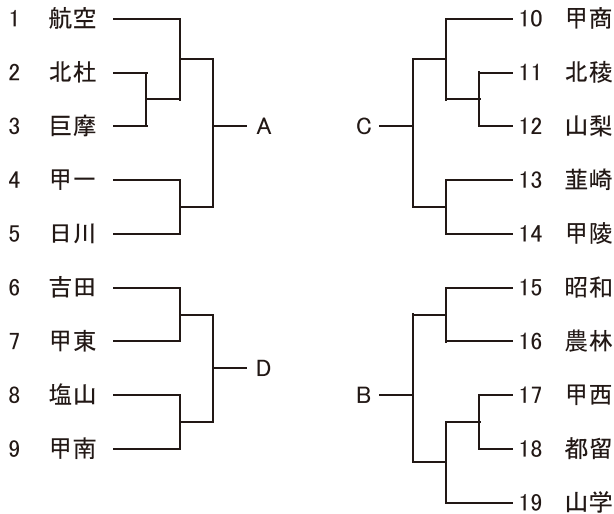 1 航空
2 北杜
3 巨摩
4 甲一
5 日川
A
6 吉田
7 甲東
8 塩山
9 甲南
D
10 甲商
11 北稜
12 山梨
13 韮崎
14 甲陵
C
15 昭和
16 農林
17 甲西
18 都留
19 山学
B